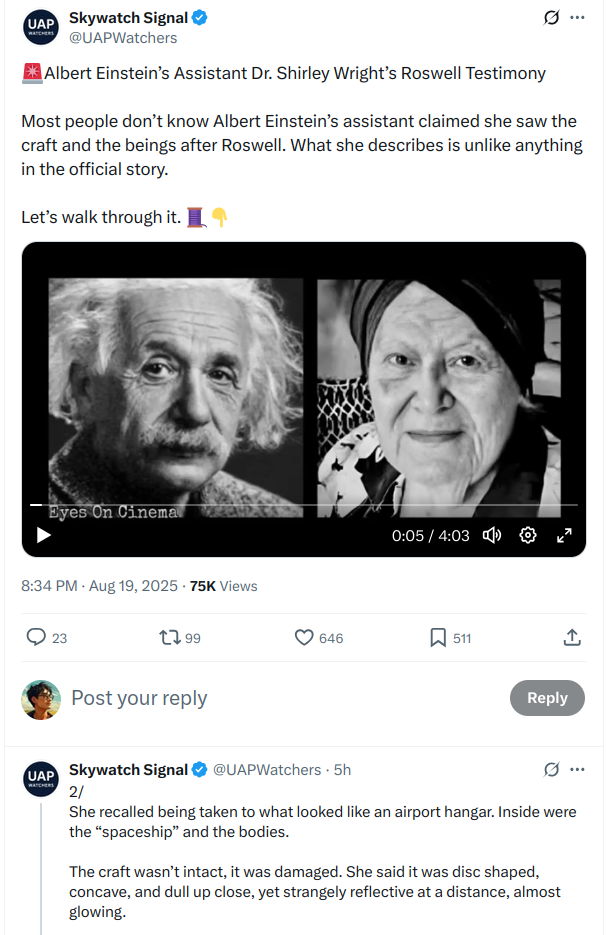 UAP
WATCHERS
Skywatch Signal
@UAPWatchers
🚨Albert Einstein’s Assistant Dr. Shirley Wright’s Roswell Testimony
Most people don’t know Albert Einstein’s assistant claimed she saw the
craft and the beings after Roswell. What she describes is unlike anything
in the official story.
Let’s walk through it. 🧵👇
Eyes On Cinema
0:05 / 4:03
8:34 PM · Aug 19, 2025 · 75K Views
23
99
646
511
Post your reply
Reply
UAP
WATCHERS
Skywatch Signal @UAPWatchers · 5h
2/
She recalled being taken to what looked like an airport hangar. Inside were
the “spaceship” and the bodies.
The craft wasn’t intact, it was damaged. She said it was disc shaped,
concave, and dull up close, yet strangely reflective at a distance, almost
glowing.